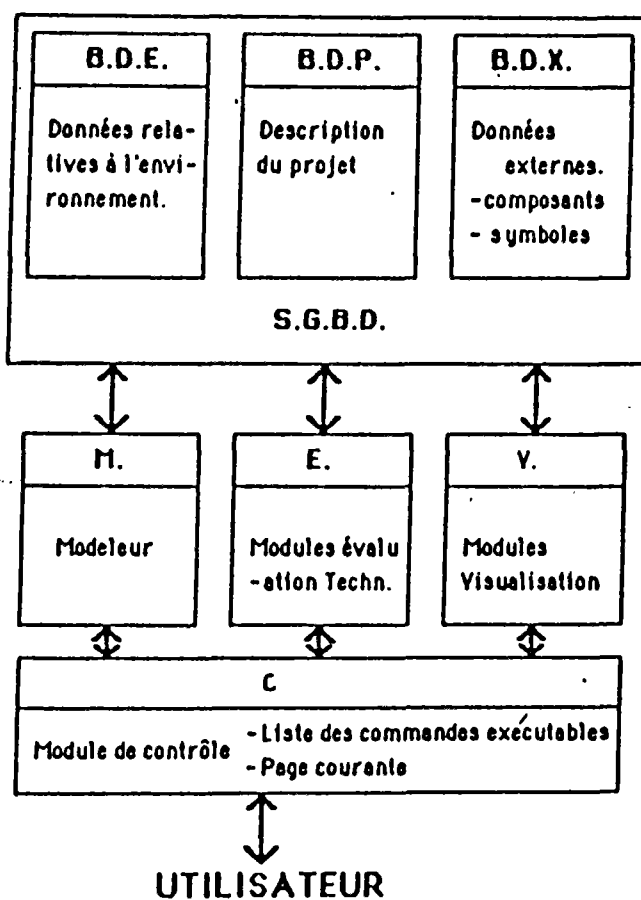 B.D.E.
Données rela-
tives à l'envi-
ronnement.
B.D.P.
Description
du projet
B.D.X.
Données
externes.
-composants
- symboles
S.G.B.D.
M.
Modeleur
E.
Modules évalu
-ation Techn.
V.
Modules
Visualisation
C
Module de contrôle
- Liste des commandes exécutables
- Page courante
UTILISATEUR